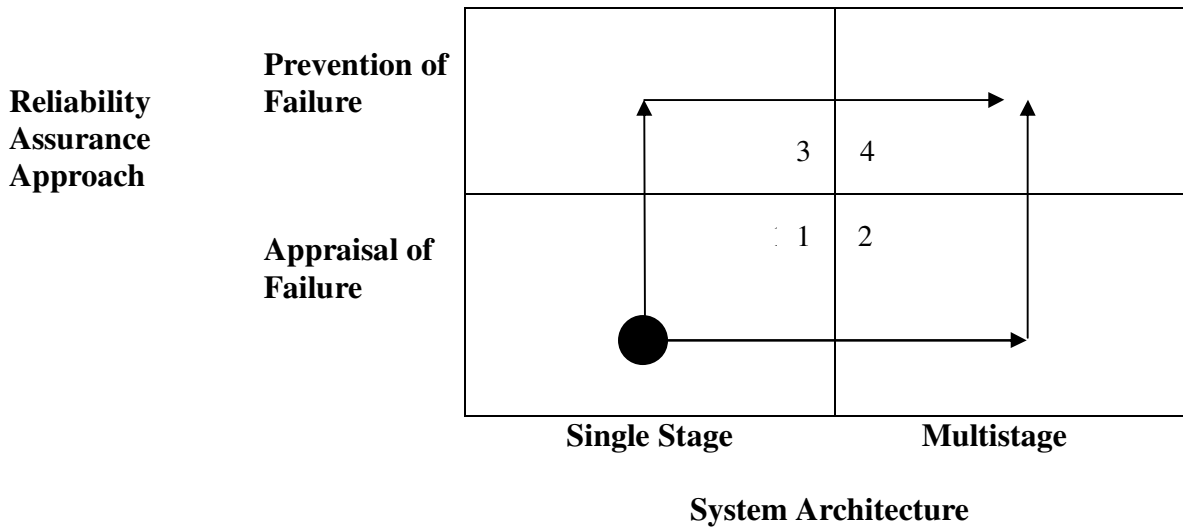 Reliability
Assurance
Approach
Prevention of
Failure
3 4
Appraisal of
Failure
1 2
Single Stage
Multistage
System Architecture